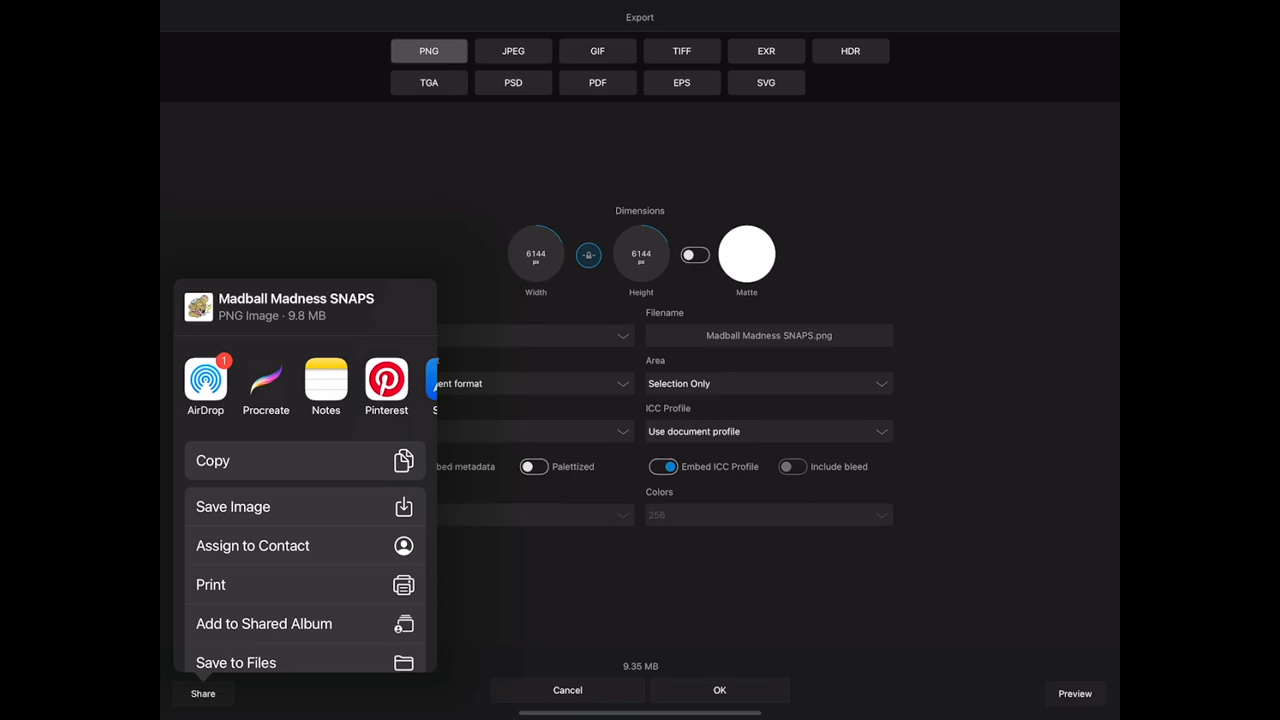 Export
PNG
JPEG
GIF
TIFF
EXR
HDR
TGA
PSD
PDF
EPS
SVG
Dimensions
6144
px
6144
px
Width
Height
Matte
Madball Madness SNAPS
PNG Image · 9.8 MB
Filename
Madball Madness SNAPS.png
1
AirDrop
Procreate
Notes
Pinterest
S
Area
ent format
Selection Only
ICC Profile
Use document profile
bed metadata
Palettized
Embed ICC Profile
Include bleed
Colors
256
Copy
Save Image
Assign to Contact
Print
Add to Shared Album
Save to Files
9.35 MB
Share
Cancel
OK
Preview